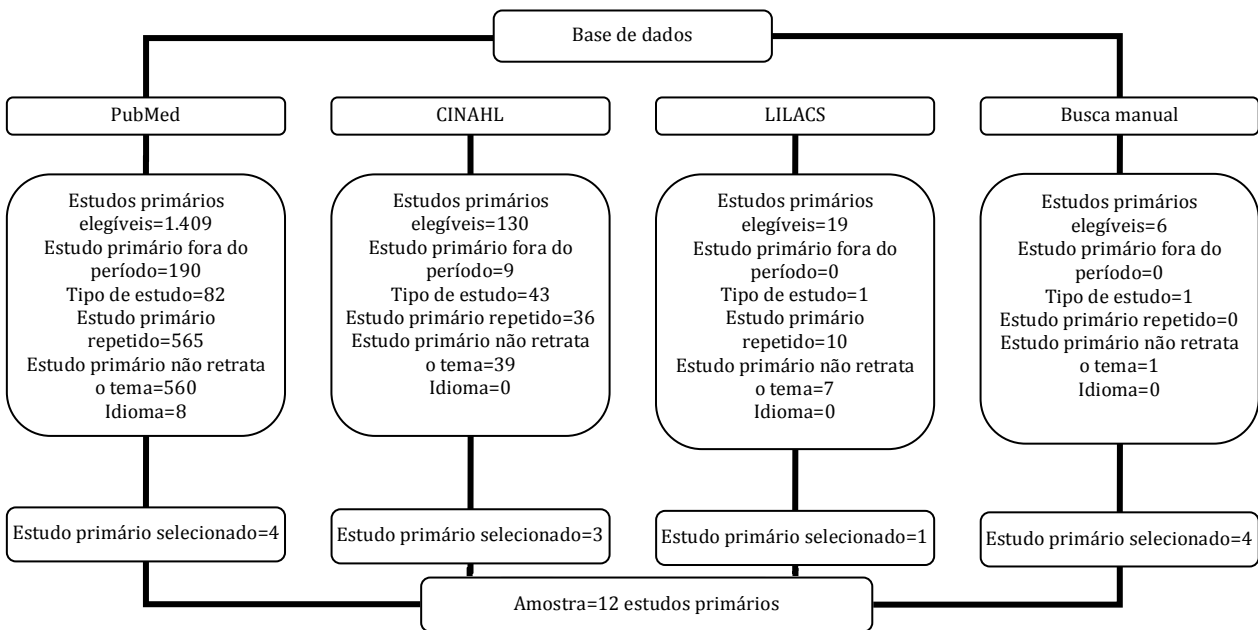 Base de dados
PubMed
CINAHL
LILACS
Busca manual
Estudos primários
elegíveis=1.409
Estudo primário fora do
período=190
Tipo de estudo=82
Estudo primário
repetido=565
Estudo primário não retrata
o tema=560
Idioma=8
Estudos primários
elegíveis=130
Estudo primário fora do
período=9
Tipo de estudo=43
Estudo primário repetido=36
Estudo primário não retrata
o tema=39
Idioma=0
Estudos primários
elegíveis=19
Estudo primário fora do
período=0
Tipo de estudo=1
Estudo primário
repetido=10
Estudo primário não retrata
o tema=7
Idioma=0
Estudos primários
elegíveis=6
Estudo primário fora do
período=0
Tipo de estudo=1
Estudo primário repetido=0
Estudo primário não retrata
o tema=1
Idioma=0
Estudo primário selecionado=4
Estudo primário selecionado=3
Estudo primário selecionado=1
Estudo primário selecionado=4
Amostra=12 estudos primários